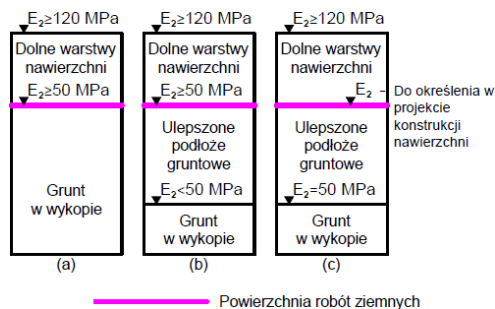 E₂≥120 MPa
Dolne warstwy
nawierzchni
E₂≥50 MPa
Grunt
w wykopie
(a)
E₂≥120 MPa
Dolne warstwy
nawierzchni
E₂≥50 MPa
Ulepszone
podłoże
gruntowe
E₂<50 MPa
Grunt
w wykopie
(b)
E₂≥120 MPa
Dolne warstwy
nawierzchni
E₂ - Do określenia w
projekcie
konstrukcji
nawierzchni
Ulepszone
podłoże
gruntowe
E₂=50 MPa
Grunt
w wykopie
(c)
Powierzchnia robót ziemnych